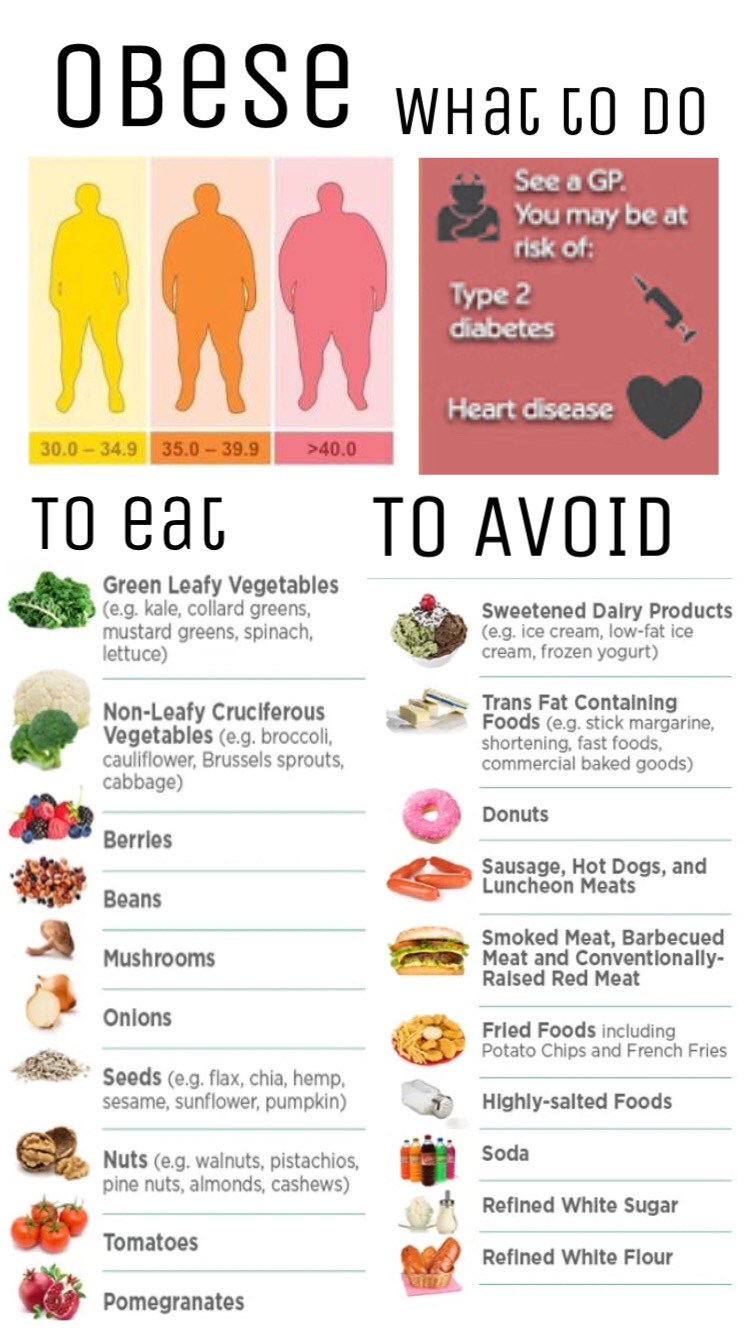 OBESE
WHAT TO DO
30.0 – 34.9
35.0 – 39.9
>40.0
See a GP.
You may be at
risk of:
Type 2
diabetes
Heart disease
TO eat
Green Leafy Vegetables
(e.g. kale, collard greens,
mustard greens, spinach,
lettuce)
Non-Leafy Cruciferous
Vegetables (e.g. broccoli,
cauliflower, Brussels sprouts,
cabbage)
Berries
Beans
Mushrooms
Onions
Seeds (e.g. flax, chia, hemp,
sesame, sunflower, pumpkin)
Nuts (e.g. walnuts, pistachios,
pine nuts, almonds, cashews)
Tomatoes
Pomegranates
TO AVOID
Sweetened Dairy Products
(e.g. ice cream, low-fat ice
cream, frozen yogurt)
Trans Fat Containing
Foods (e.g. stick margarine,
shortening, fast foods,
commercial baked goods)
Donuts
Sausage, Hot Dogs, and
Luncheon Meats
Smoked Meat, Barbecued
Meat and Conventionally-
Raised Red Meat
Fried Foods including
Potato Chips and French Fries
Highly-salted Foods
Soda
Refined White Sugar
Refined White Flour